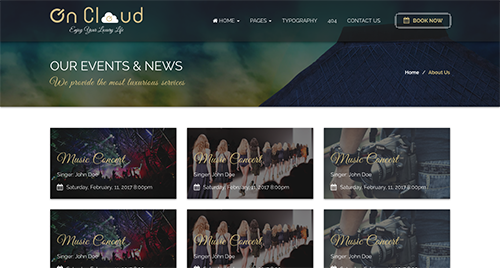 On Cloud
Enjoy Your Luxury Life
HOME PAGES TYPOGRAPHY 404 CONTACT US BOOK NOW
OUR EVENTS & NEWS
We provide the most luxurious services
Home / About Us
Music Concert Music Concert Music Concert
Singer: John Doe Singer: John Doe Singer: John Doe
Saturday, February, 11, 2017 8:00pm Saturday, February, 11, 2017 8:00pm Saturday, February, 11, 2017 8:00pm
Music Concert Music Concert Music Concert
Singer: John Doe Singer: John Doe Singer: John Doe